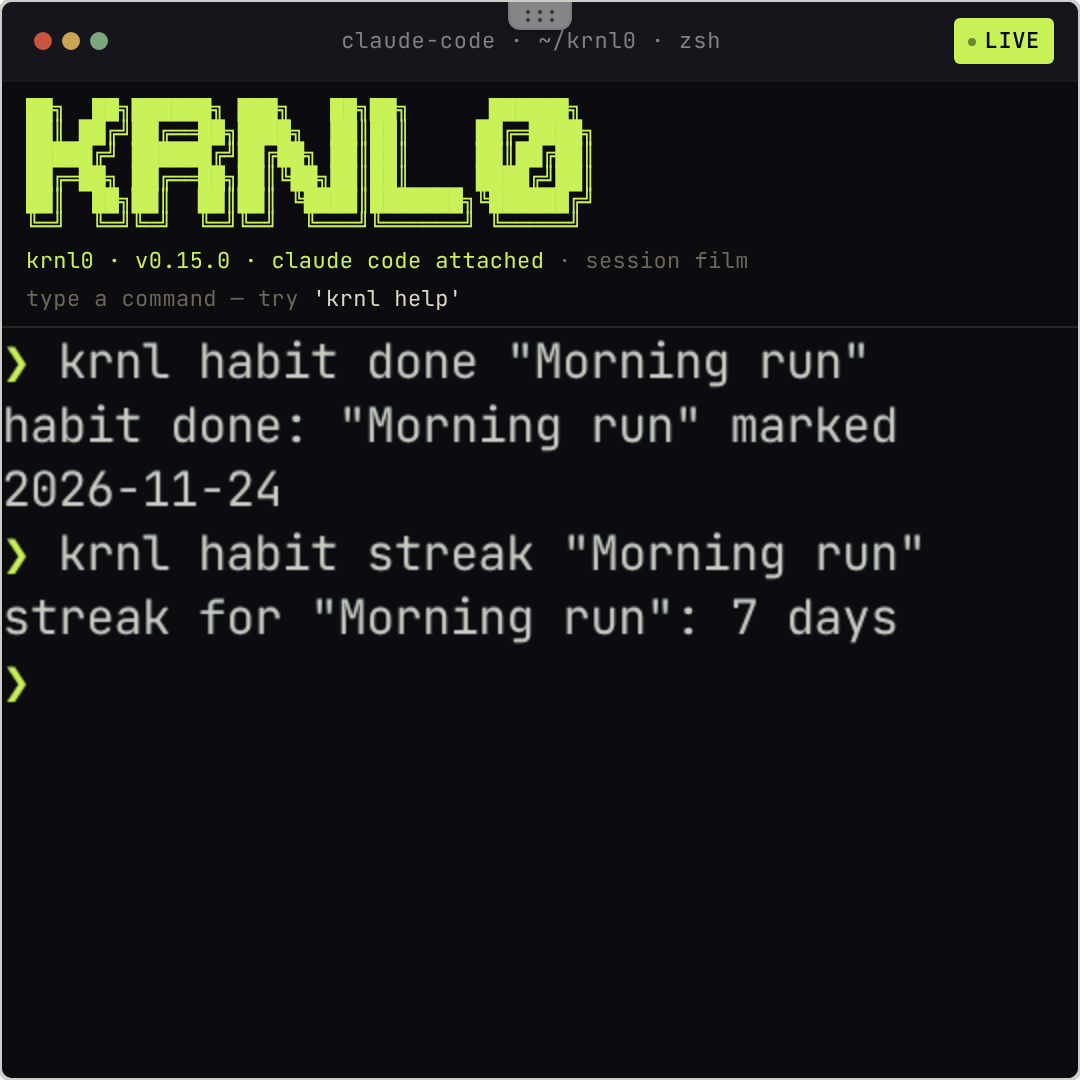 claude-code · ~/krnl0 · zsh
LIVE
KRNL0
krnl0 · v0.15.0 · claude code attached · session film
type a command — try 'krnl help'
❯ krnl habit done "Morning run"
habit done: "Morning run" marked
2026-11-24
❯ krnl habit streak "Morning run"
streak for "Morning run": 7 days
❯